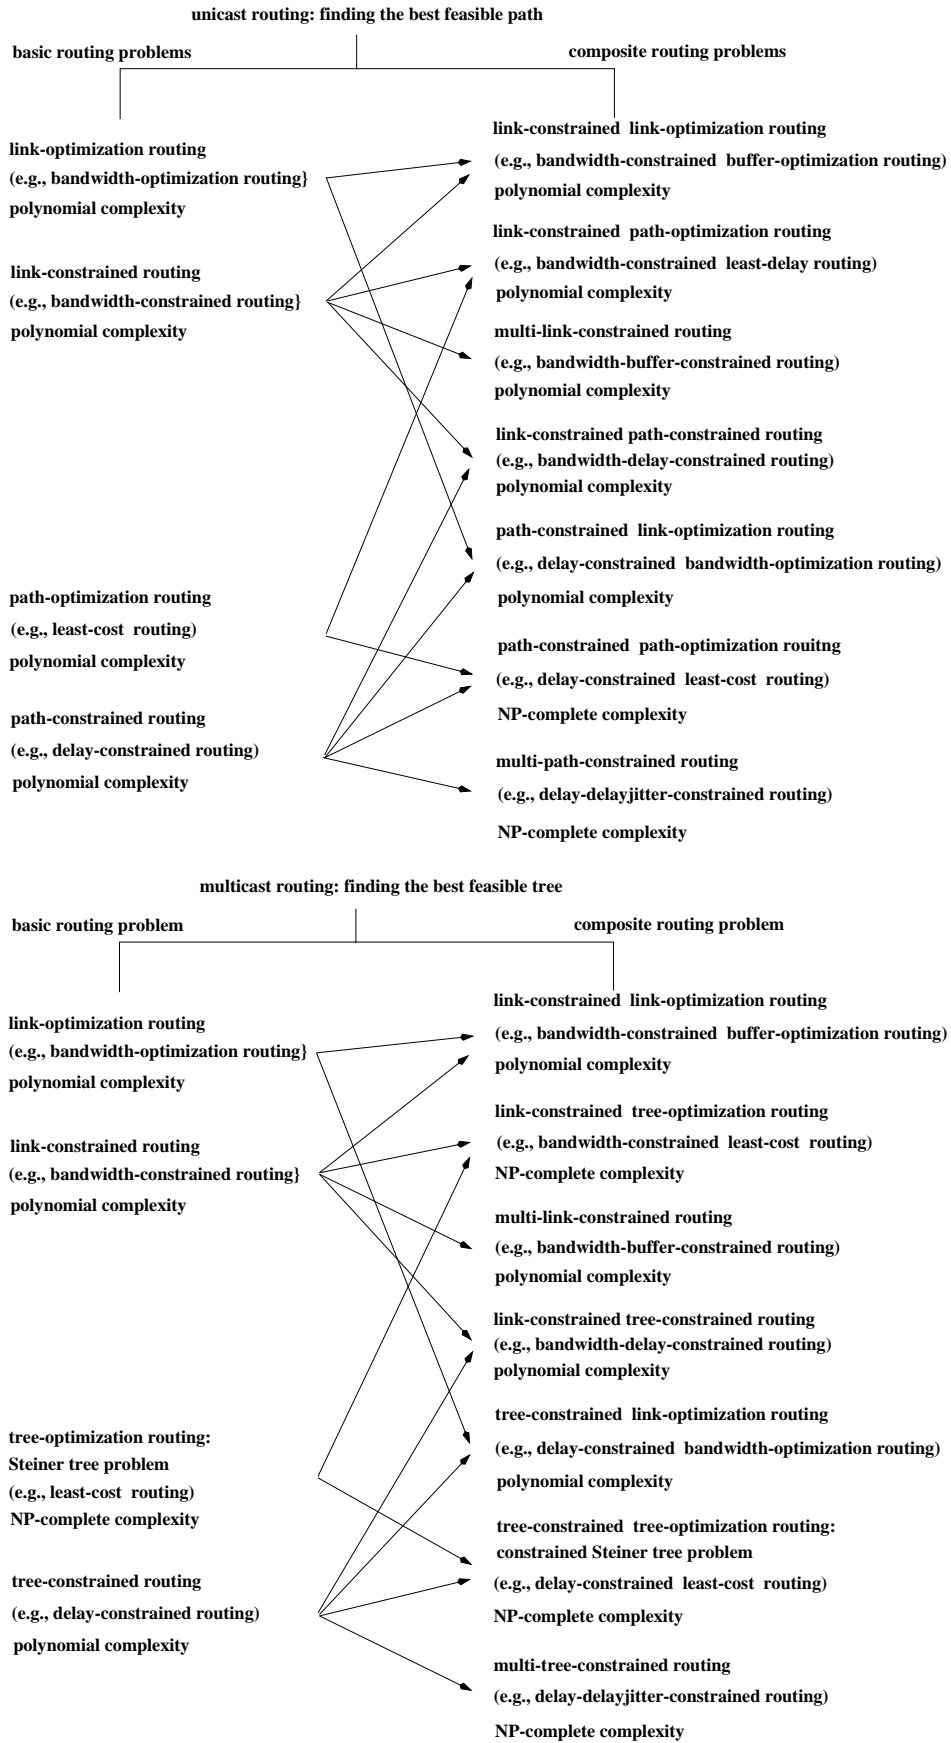 unicast routing: finding the best feasible path
basic routing problems
composite routing problems
link-optimization routing
(e.g., bandwidth-optimization routing}
polynomial complexity
link-constrained routing
(e.g., bandwidth-constrained routing}
polynomial complexity
path-optimization routing
(e.g., least-cost routing)
polynomial complexity
path-constrained routing
(e.g., delay-constrained routing)
polynomial complexity
link-constrained link-optimization routing
(e.g., bandwidth-constrained buffer-optimization routing)
polynomial complexity
link-constrained path-optimization routing
(e.g., bandwidth-constrained least-delay routing)
polynomial complexity
multi-link-constrained routing
(e.g., bandwidth-buffer-constrained routing)
polynomial complexity
link-constrained path-constrained routing
(e.g., bandwidth-delay-constrained routing)
polynomial complexity
path-constrained link-optimization routing
(e.g., delay-constrained bandwidth-optimization routing)
polynomial complexity
path-constrained path-optimization rouitng
(e.g., delay-constrained least-cost routing)
NP-complete complexity
multi-path-constrained routing
(e.g., delay-delayjitter-constrained routing)
NP-complete complexity
multicast routing: finding the best feasible tree
basic routing problem
composite routing problem
link-optimization routing
(e.g., bandwidth-optimization routing}
polynomial complexity
link-constrained routing
(e.g., bandwidth-constrained routing}
polynomial complexity
tree-optimization routing:
Steiner tree problem
(e.g., least-cost routing)
NP-complete complexity
tree-constrained routing
(e.g., delay-constrained routing)
polynomial complexity
link-constrained link-optimization routing
(e.g., bandwidth-constrained buffer-optimization routing)
polynomial complexity
link-constrained tree-optimization routing
(e.g., bandwidth-constrained least-cost routing)
NP-complete complexity
multi-link-constrained routing
(e.g., bandwidth-buffer-constrained routing)
polynomial complexity
link-constrained tree-constrained routing
(e.g., bandwidth-delay-constrained routing)
polynomial complexity
tree-constrained link-optimization routing
(e.g., delay-constrained bandwidth-optimization routing)
polynomial complexity
tree-constrained tree-optimization routing:
constrained Steiner tree problem
(e.g., delay-constrained least-cost routing)
NP-complete complexity
multi-tree-constrained routing
(e.g., delay-delayjitter-constrained routing)
NP-complete complexity